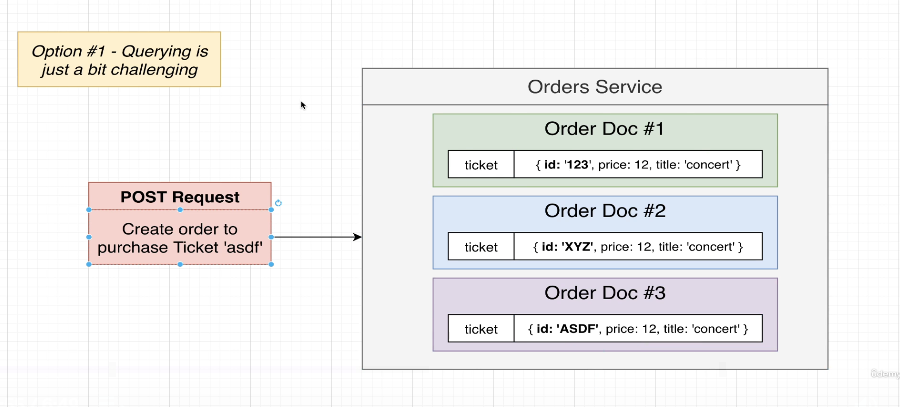 Option #1 - Querying is
just a bit challenging
Orders Service
Order Doc #1
ticket { id: '123', price: 12, title: 'concert' }
POST Request
Create order to
purchase Ticket 'asdf'
Order Doc #2
ticket { id: 'XYZ', price: 12, title: 'concert' }
Order Doc #3
ticket { id: 'ASDF', price: 12, title: 'concert' }